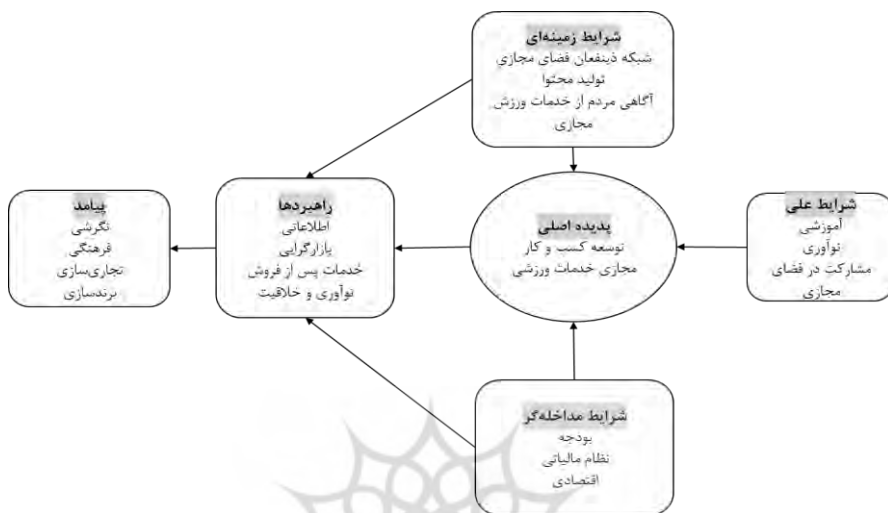 شرایط زمینه‌ای
شبکه ذینفعان فضای مجازی
تولید محتوا
آگاهی مردم از خدمات ورزش
مجازی
شرایط علی
آموزشی
نوآوری
مشارکت در فضای
مجازی
پدیده اصلی
توسعه کسب و کار
مجازی خدمات ورزشی
راهبردها
اطلاعاتی
بازارگرایی
خدمات پس از فروش
نوآوری و خلاقیت
پیامد
نگرشی
فرهنگی
تجاری‌سازی
برندسازی
شرایط مداخله‌گر
بودجه
نظام مالیاتی
اقتصادی